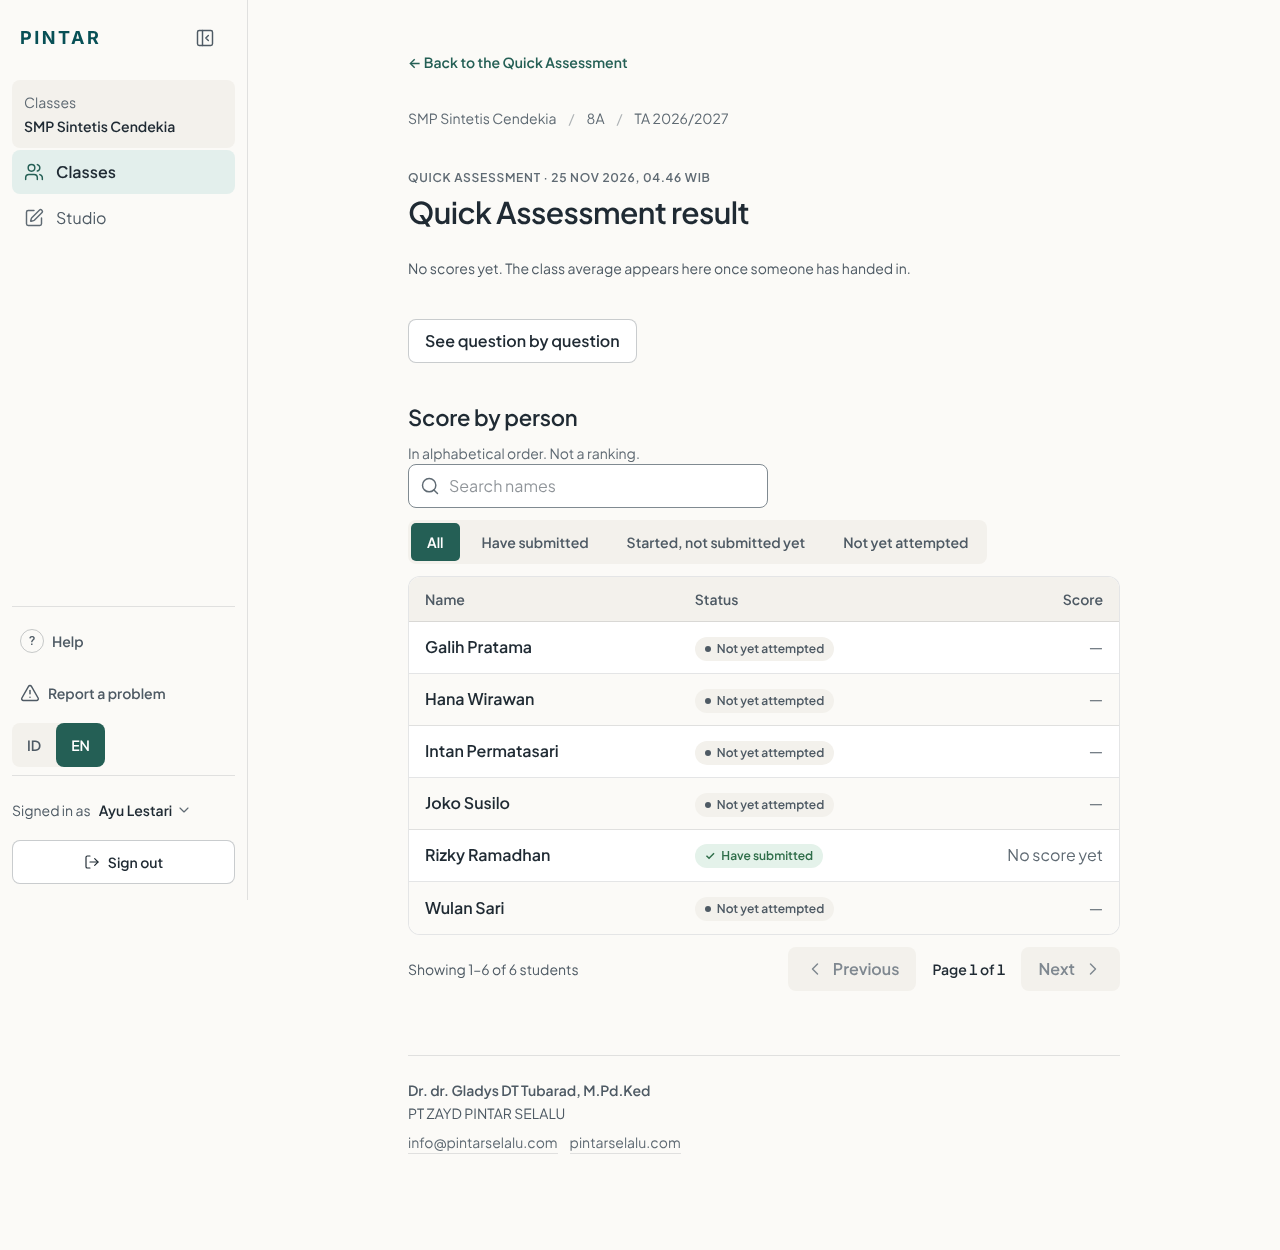 PINTAR
Classes
SMP Sintetis Cendekia
Classes
Studio
? Help
Report a problem
ID EN
Signed in as Ayu Lestari
Sign out
← Back to the Quick Assessment
SMP Sintetis Cendekia / 8A / TA 2026/2027
QUICK ASSESSMENT · 25 NOV 2026, 04.46 WIB
Quick Assessment result
No scores yet. The class average appears here once someone has handed in.
See question by question
Score by person
In alphabetical order. Not a ranking.
Search names
All Have submitted Started, not submitted yet Not yet attempted
Name Status Score
Galih Pratama Not yet attempted —
Hana Wirawan Not yet attempted —
Intan Permatasari Not yet attempted —
Joko Susilo Not yet attempted —
Rizky Ramadhan Have submitted No score yet
Wulan Sari Not yet attempted —
Showing 1–6 of 6 students Previous Page 1 of 1 Next
Dr. dr. Gladys DT Tubarad, M.Pd.Ked
PT ZAYD PINTAR SELALU
info@pintarselalu.com pintarselalu.com